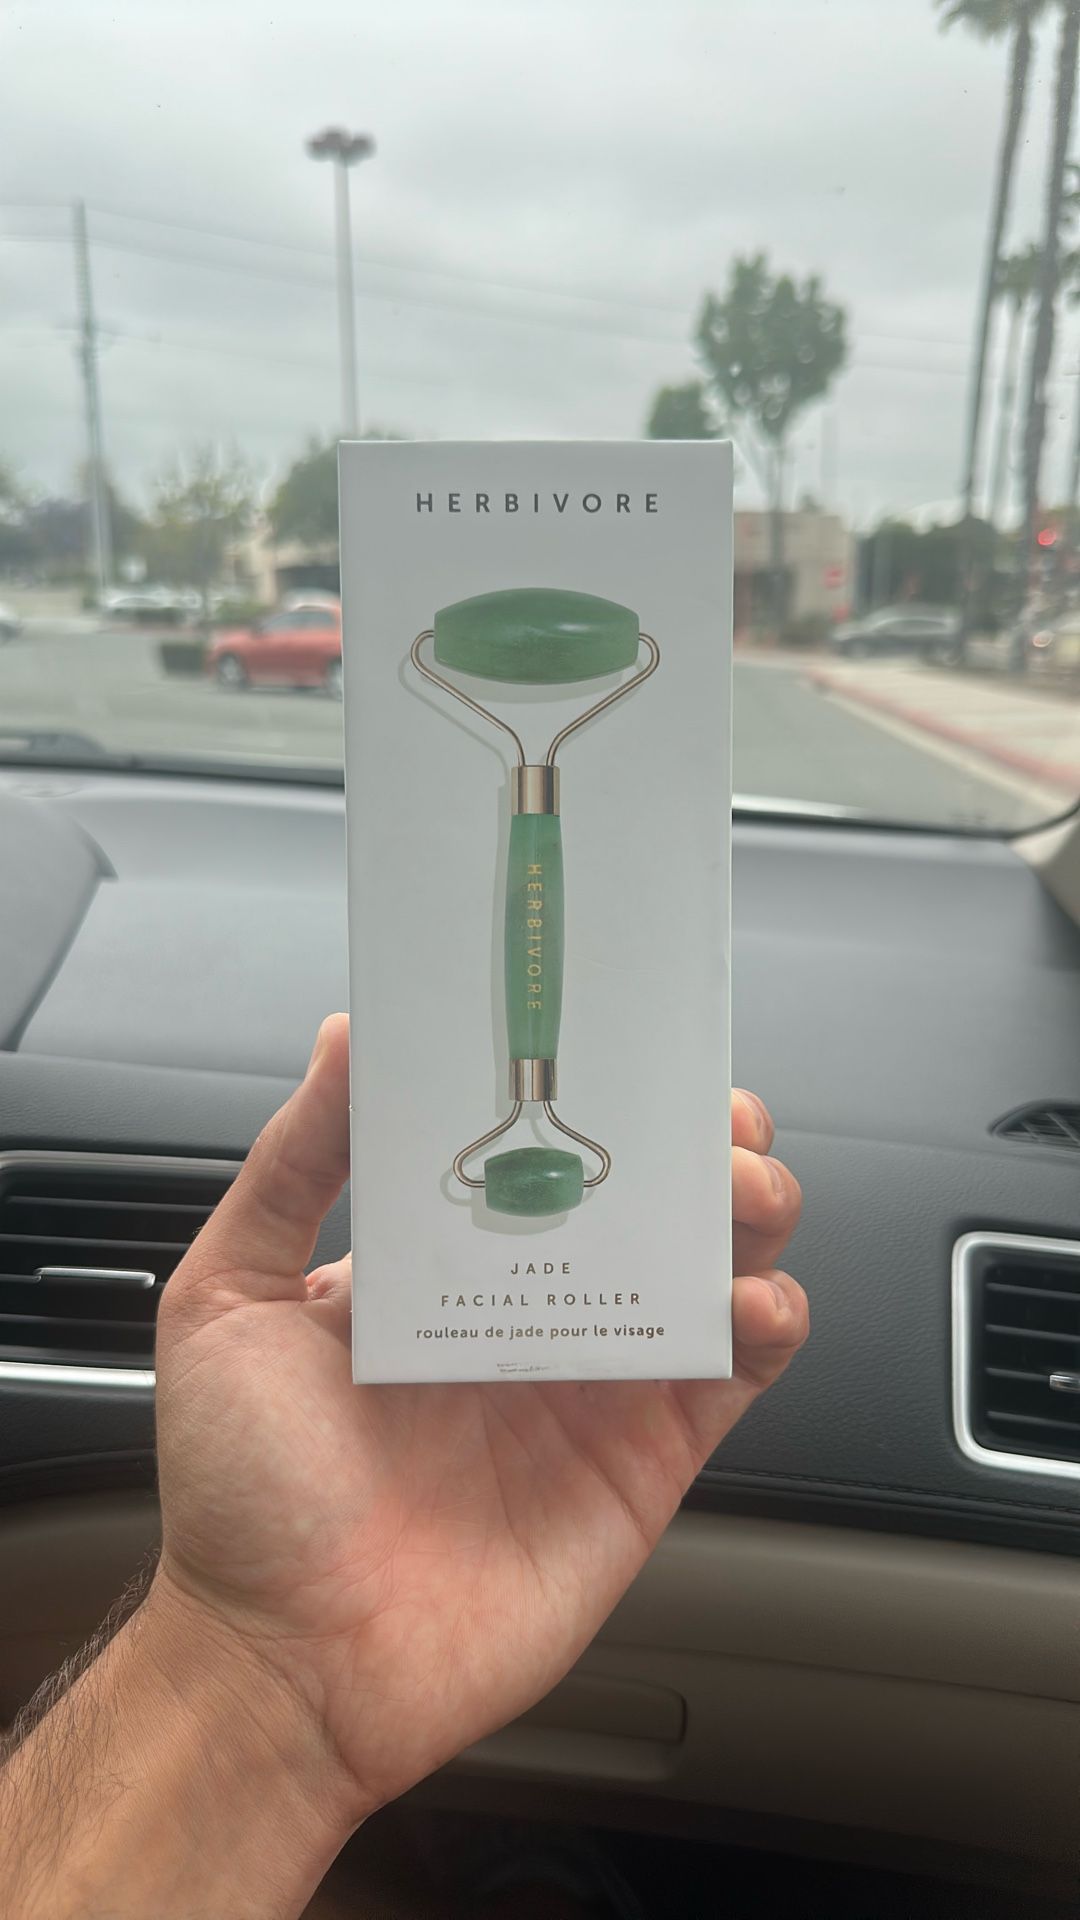 HERBIVORE
HERBIVORE
JADE
FACIAL ROLLER
rouleau de jade pour le visage